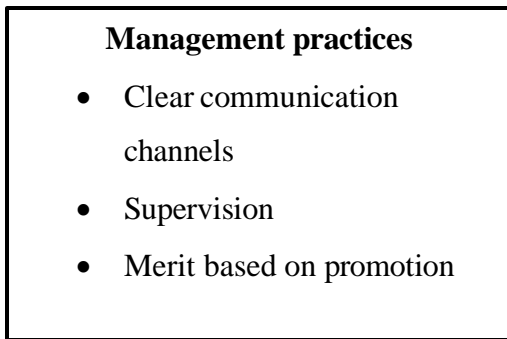 Management practices
• Clear communication
channels
• Supervision
• Merit based on promotion